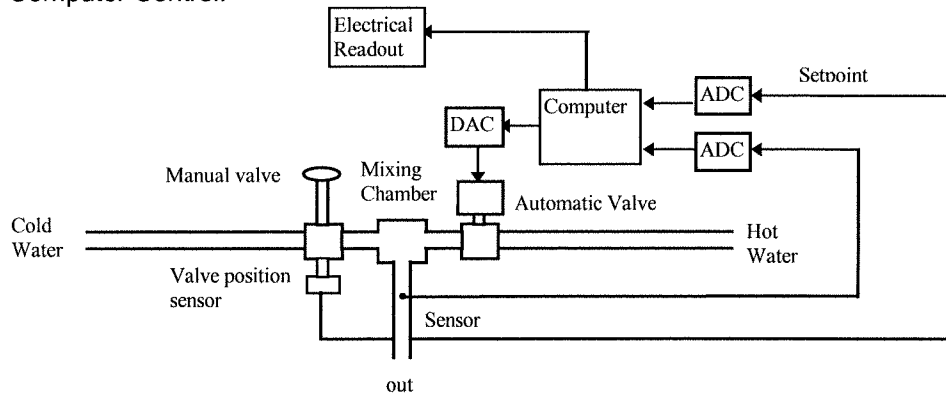 Computer Control:
Electrical
Readout
Setpoint
ADC
Computer
DAC
ADC
Manual valve
Mixing
Chamber
Automatic Valve
Cold
Water
Hot
Water
Valve position
sensor
Sensor
out